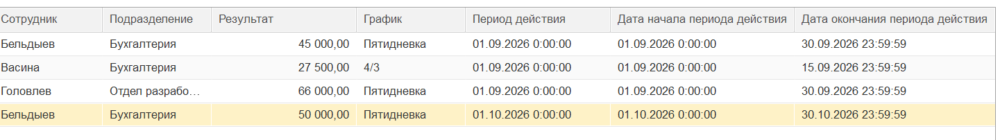 Сотрудник Подразделение Результат График Период действия Дата начала периода действия Дата окончания периода действия
Бельдыев Бухгалтерия 45 000,00 Пятидневка 01.09.2026 0:00:00 01.09.2026 0:00:00 30.09.2026 23:59:59
Васина Бухгалтерия 27 500,00 4/3 01.09.2026 0:00:00 01.09.2026 0:00:00 15.09.2026 23:59:59
Головлев Отдел разрабо… 66 000,00 Пятидневка 01.09.2026 0:00:00 01.09.2026 0:00:00 30.09.2026 23:59:59
Бельдыев Бухгалтерия 50 000,00 Пятидневка 01.10.2026 0:00:00 01.10.2026 0:00:00 30.10.2026 23:59:59